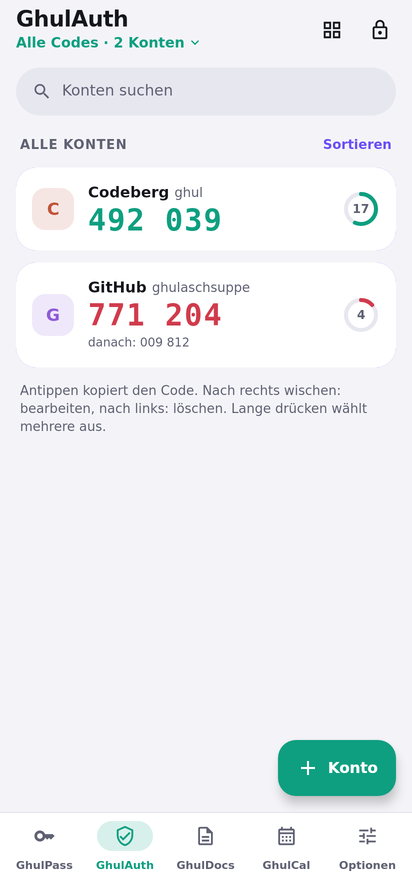 GhulAuth
Alle Codes · 2 Konten
Konten suchen
ALLE KONTEN
Sortieren
C
Codeberg ghul
492 039
17
G
GitHub ghulaschsuppe
771 204
danach: 009 812
4
Antippen kopiert den Code. Nach rechts wischen:
bearbeiten, nach links: löschen. Lange drücken wählt
mehrere aus.
Konto
GhulPass
GhulAuth
GhulDocs
GhulCal
Optionen